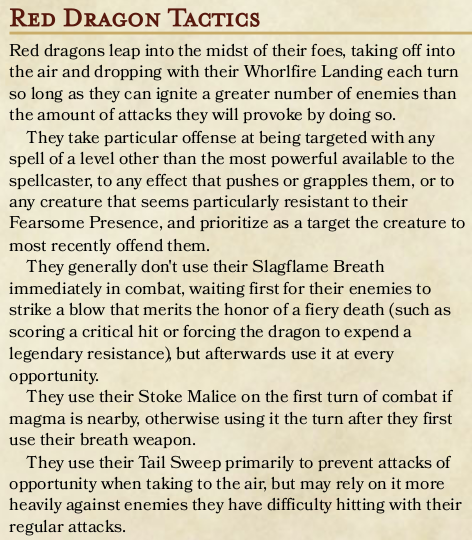 Red Dragon Tactics
Red dragons leap into the midst of their foes, taking off into
the air and dropping with their Whorlfire Landing each turn
so long as they can ignite a greater number of enemies than
the amount of attacks they will provoke by doing so.
They take particular offense at being targeted with any
spell of a level other than the most powerful available to the
spellcaster, to any effect that pushes or grapples them, or to
any creature that seems particularly resistant to their
Fearsome Presence, and prioritize as a target the creature to
most recently offend them.
They generally don't use their Slagflame Breath
immediately in combat, waiting first for their enemies to
strike a blow that merits the honor of a fiery death (such as
scoring a critical hit or forcing the dragon to expend a
legendary resistance), but afterwards use it at every
opportunity.
They use their Stoke Malice on the first turn of combat if
magma is nearby, otherwise using it the turn after they first
use their breath weapon.
They use their Tail Sweep primarily to prevent attacks of
opportunity when taking to the air, but may rely on it more
heavily against enemies they have difficulty hitting with their
regular attacks.